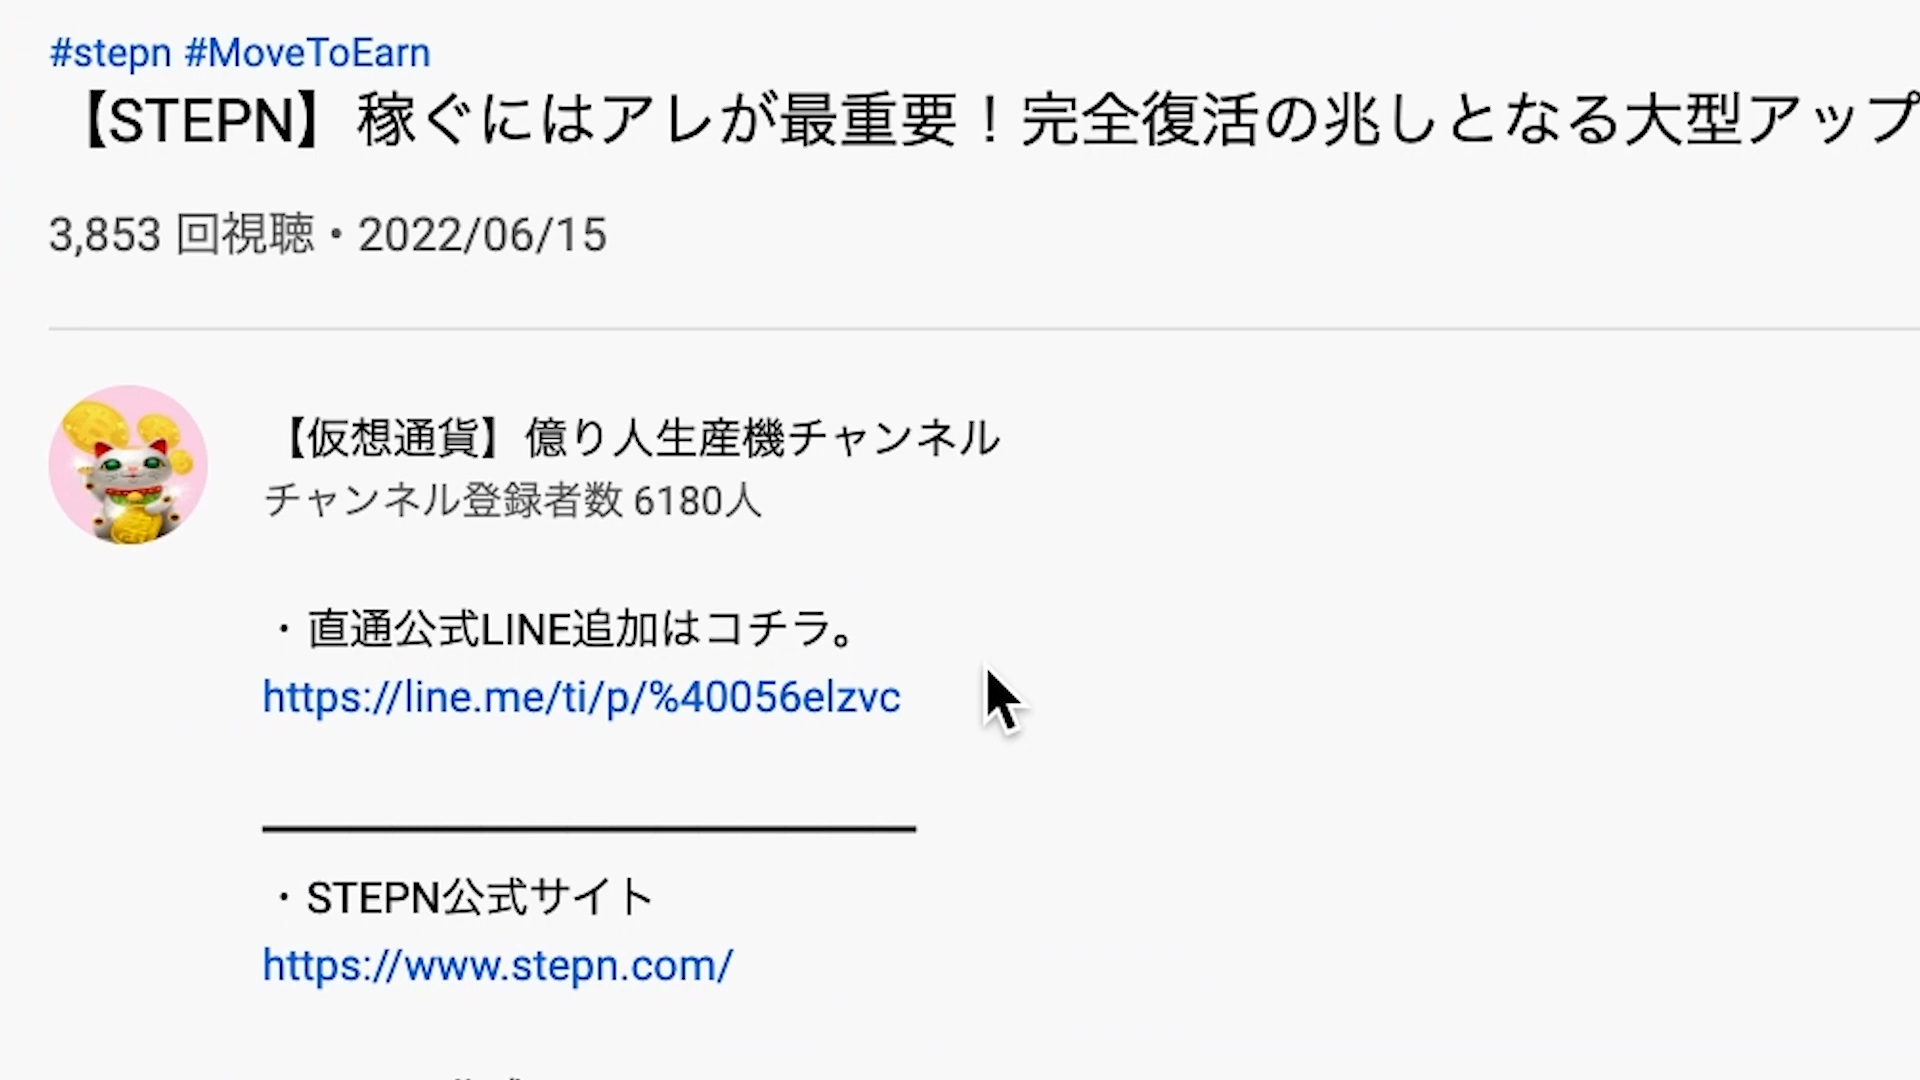 #stepn #MoveToEarn
【STEPN】稼ぐにはアレが最重要！完全復活の兆しとなる大型アップ
3,853 回視聴・2022/06/15
【仮想通貨】億り人生産機チャンネル
チャンネル登録者数 6180人
・直通公式LINE追加はコチラ。
https://line.me/ti/p/%40056elzvc
・STEPN公式サイト
https://www.stepn.com/